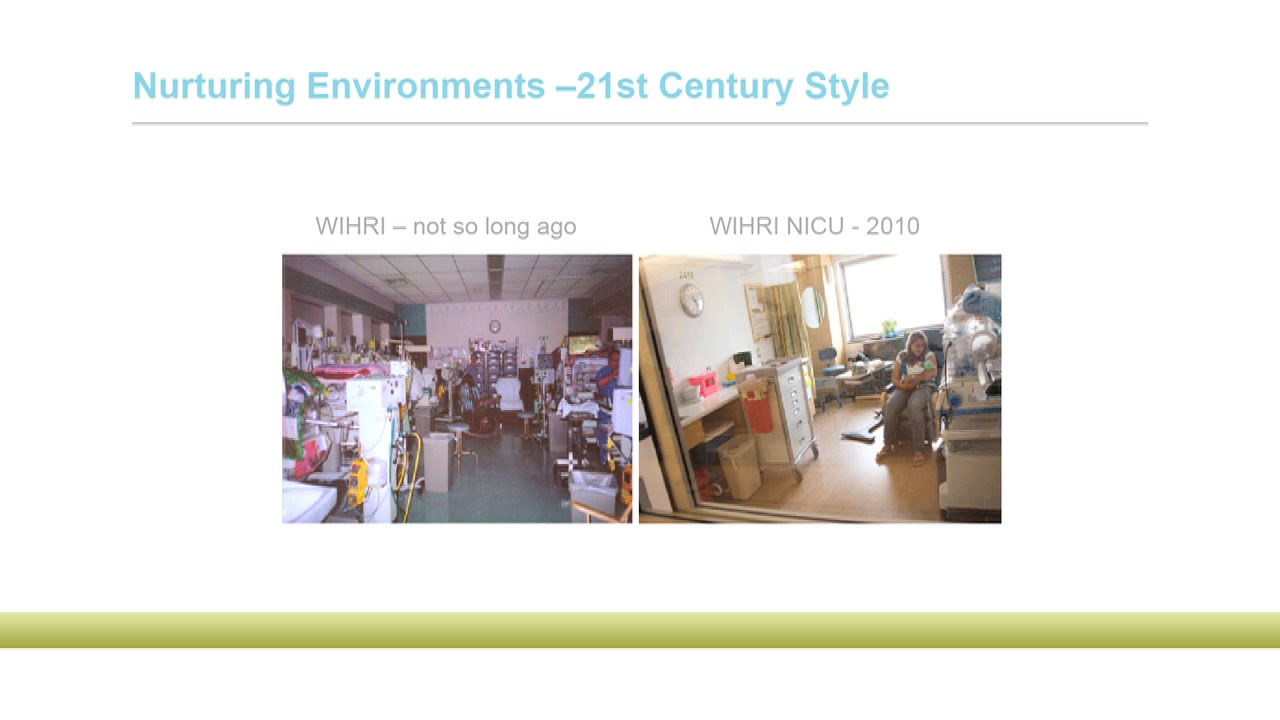 Nurturing Environments –21st Century Style
WIHRI – not so long ago
WIHRI NICU - 2010